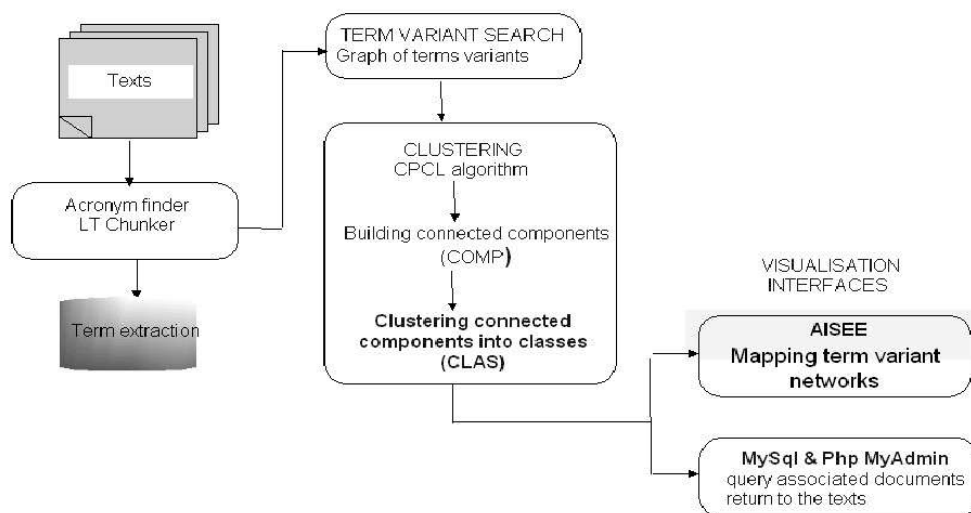 Texts
Acronym finder
LT Chunker
Term extraction
TERM VARIANT SEARCH
Graph of terms variants
CLUSTERING
CPCL algorithm
Building connected components
(COMP)
Clustering connected
components into classes
(CLAS)
VISUALISATION
INTERFACES
AISEE
Mapping term variant
networks
MySql & Php MyAdmin
query associated documents
return to the texts